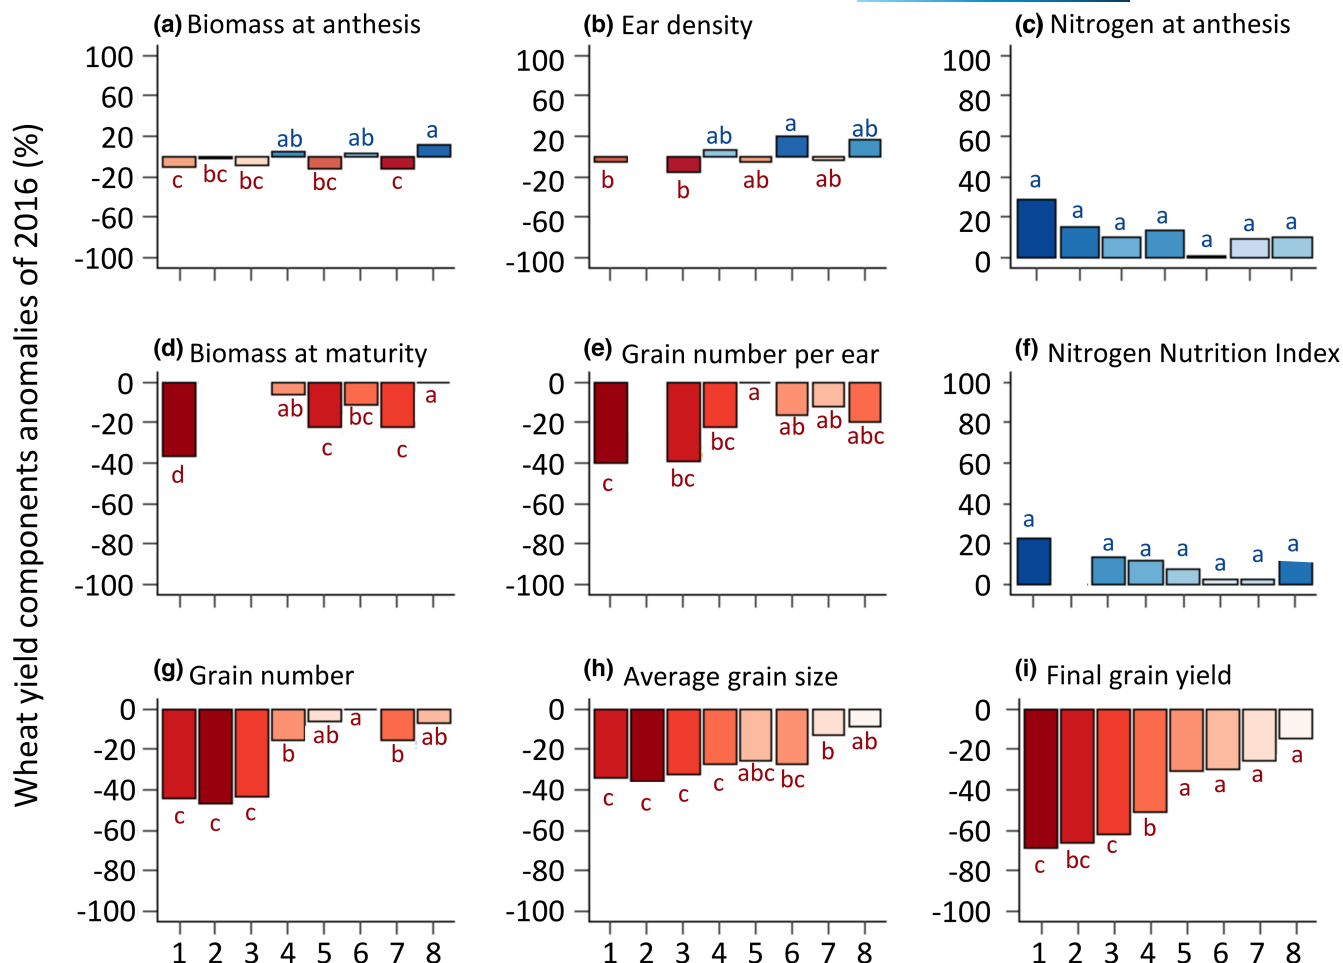 Wheat yield components anomalies of 2016 (%)
(a) Biomass at anthesis
100
60
20
-20
-60
-100
c bc bc ab bc ab c a
(b) Ear density
100
60
20
-20
-60
-100
b b ab ab a ab ab
(c) Nitrogen at anthesis
100
80
60
40
20
0
a a a a a a a
(d) Biomass at maturity
0
-20
-40
-60
-80
-100
d ab c bc c a
(e) Grain number per ear
0
-20
-40
-60
-80
-100
c bc bc a ab ab abc
(f) Nitrogen Nutrition Index
100
80
60
40
20
0
a a a a a a a
(g) Grain number
0
-20
-40
-60
-80
-100
c c c b ab a b ab
1 2 3 4 5 6 7 8
(h) Average grain size
0
-20
-40
-60
-80
-100
c c c c abc bc b ab
1 2 3 4 5 6 7 8
(i) Final grain yield
0
-20
-40
-60
-80
-100
c bc c b a a a a
1 2 3 4 5 6 7 8